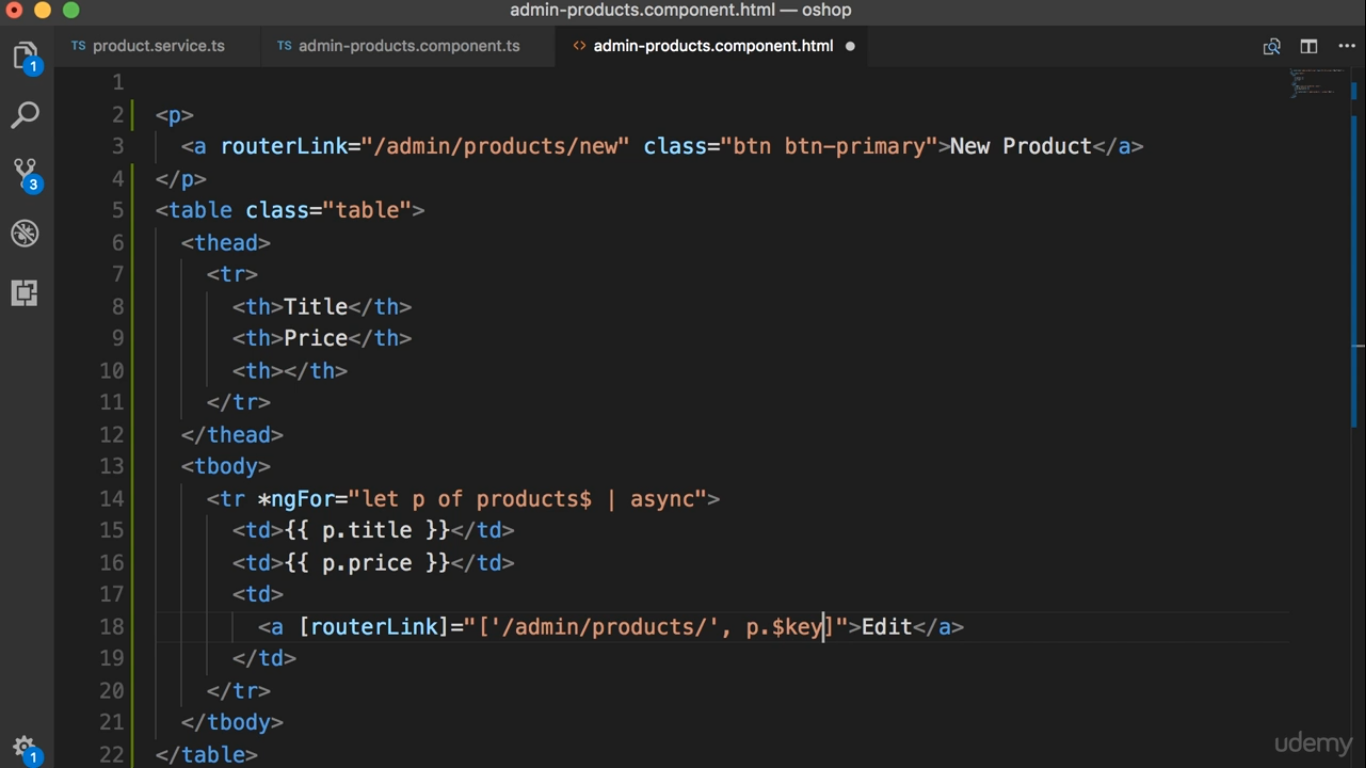 admin-products.component.html — oshop
TS product.service.ts TS admin-products.component.ts <> admin-products.component.html
1
2 <p>
3 <a routerLink="/admin/products/new" class="btn btn-primary">New Product</a>
4 </p>
5 <table class="table">
6 <thead>
7 <tr>
8 <th>Title</th>
9 <th>Price</th>
10 <th></th>
11 </tr>
12 </thead>
13 <tbody>
14 <tr *ngFor="let p of products$ | async">
15 <td>{{ p.title }}</td>
16 <td>{{ p.price }}</td>
17 <td>
18 <a [routerLink]="['/admin/products/', p.$key]">Edit</a>
19 </td>
20 </tr>
21 </tbody>
22 </table>
1
3
1
udemy